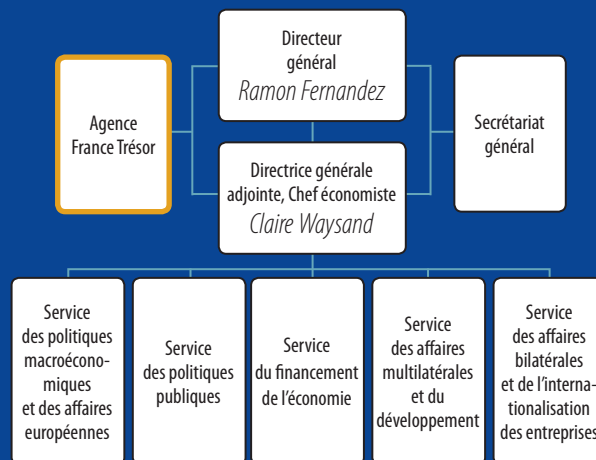 Directeur
général
Ramon Fernandez
Agence
France Trésor
Secrétariat
général
Directrice générale
adjointe, Chef économiste
Claire Waysand
Service
des politiques
macroécono-
miques
et des affaires
européennes
Service
des politiques
publiques
Service
du financement
de l'économie
Service
des affaires
multilatérales
et du
développement
Service
des affaires
bilatérales
et de l'interna-
tionalisation
des entreprises